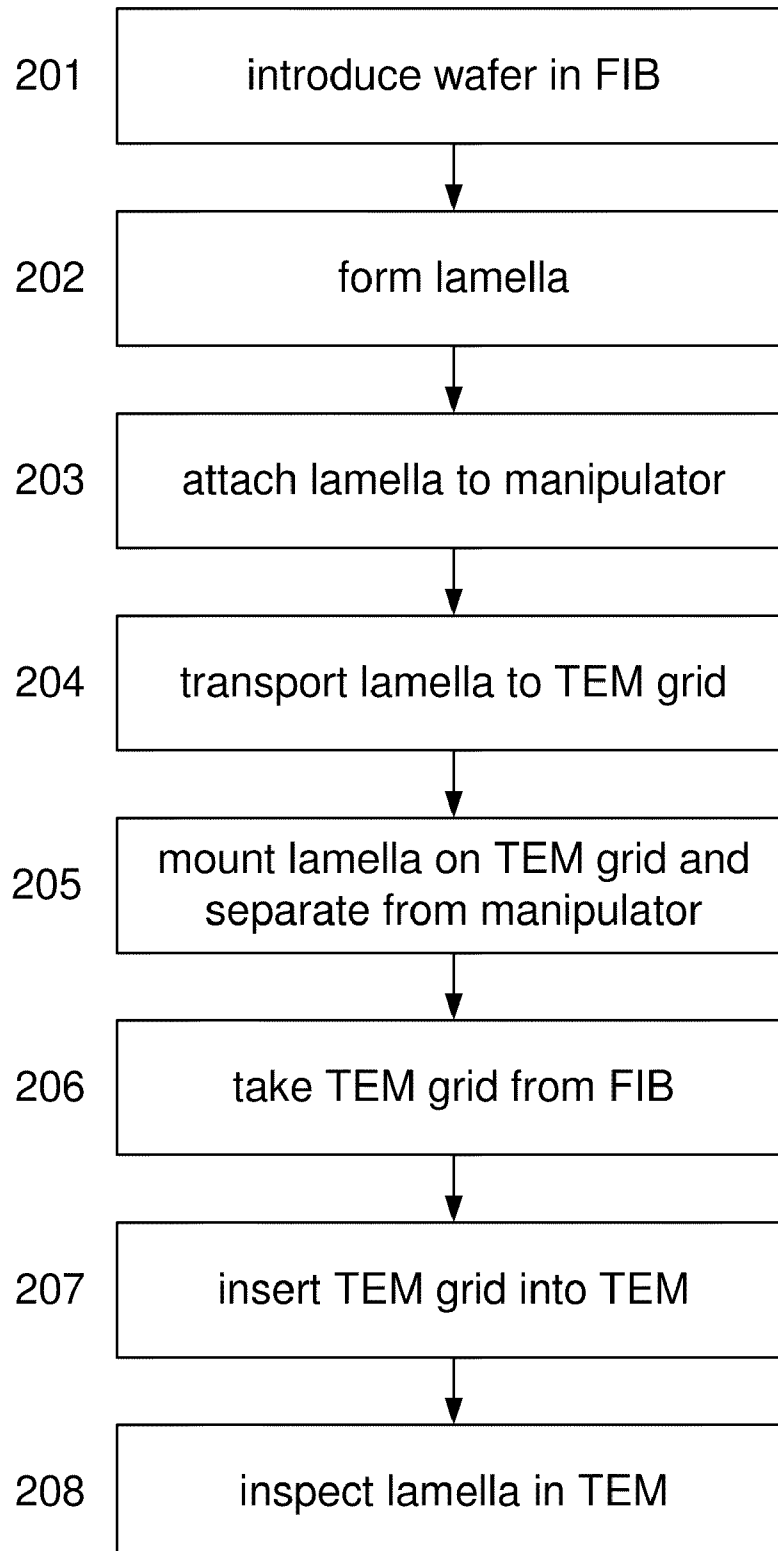 201 introduce wafer in FIB
202 form lamella
203 attach lamella to manipulator
204 transport lamella to TEM grid
205 mount lamella on TEM grid and
separate from manipulator
206 take TEM grid from FIB
207 insert TEM grid into TEM
208 inspect lamella in TEM